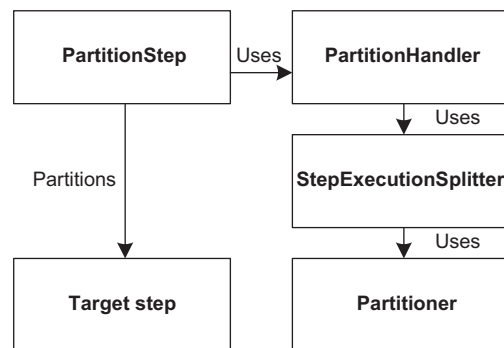 PartitionStep
Uses
PartitionHandler
Uses
Partitions
StepExecutionSplitter
Uses
Target step
Partitioner